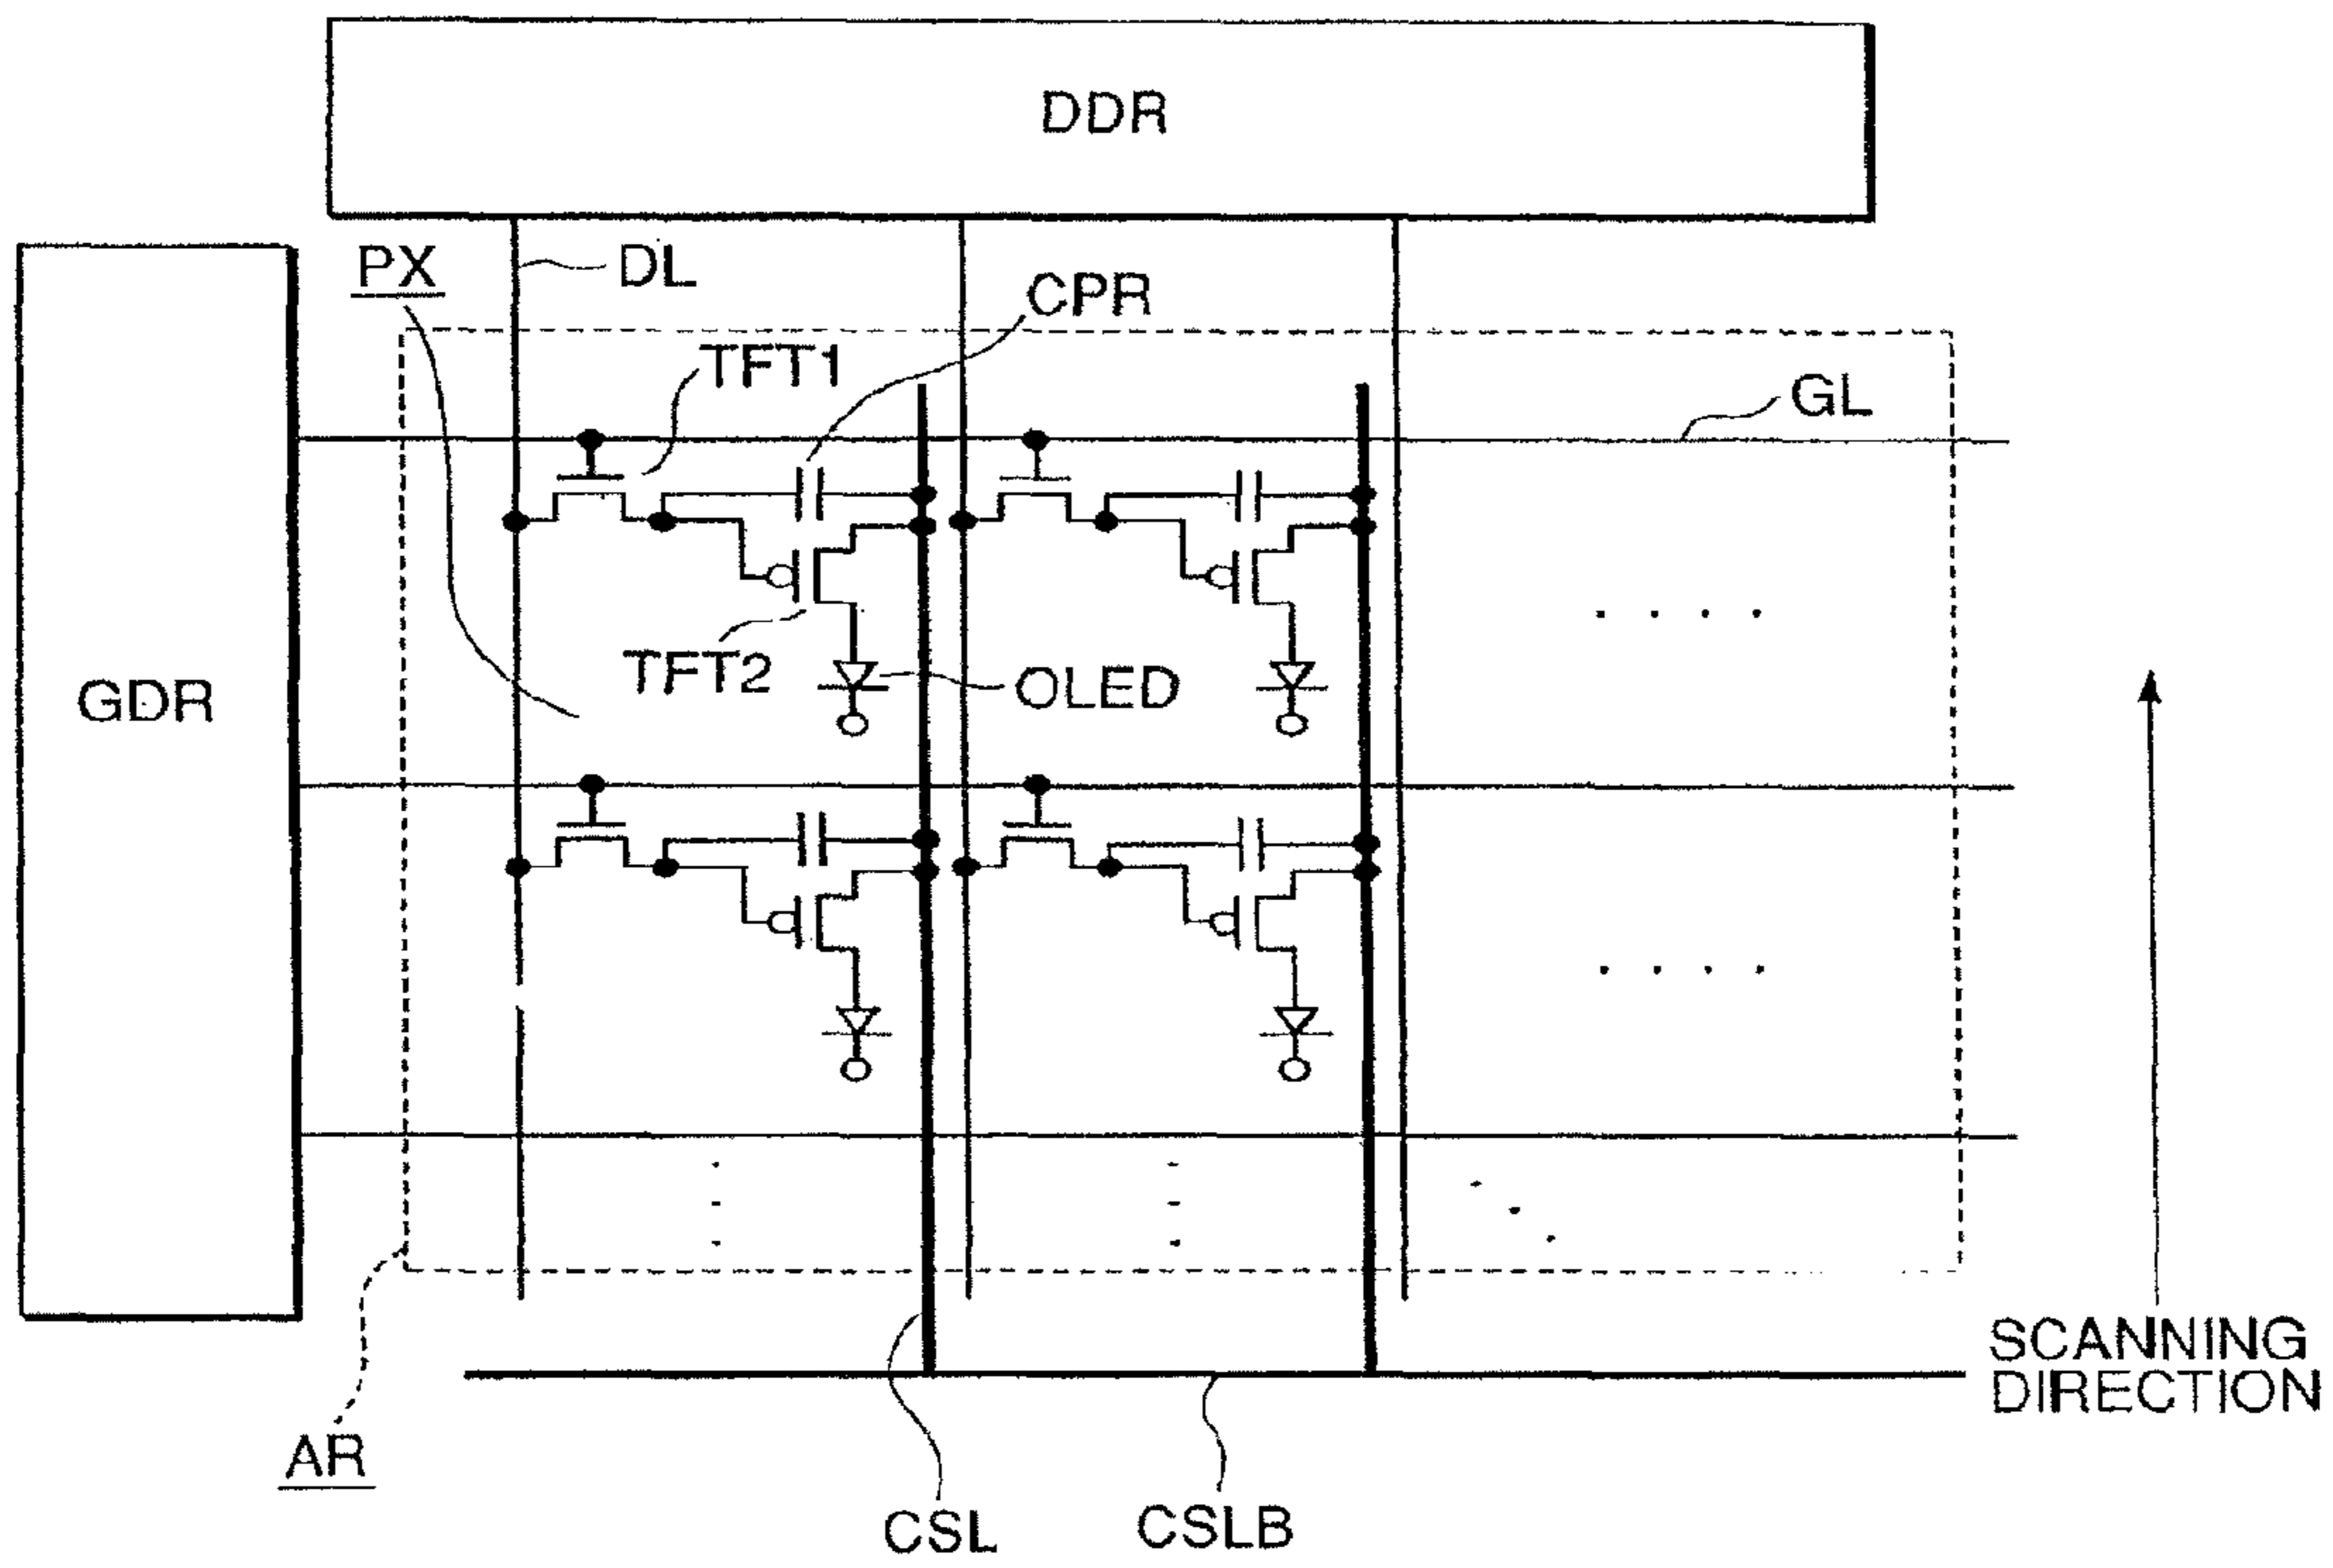 DDR
PX
DL
CPR
TFT1
GL
GDR
TFT2
OLED
SCANNING
DIRECTION
AR
CSL
CSLB